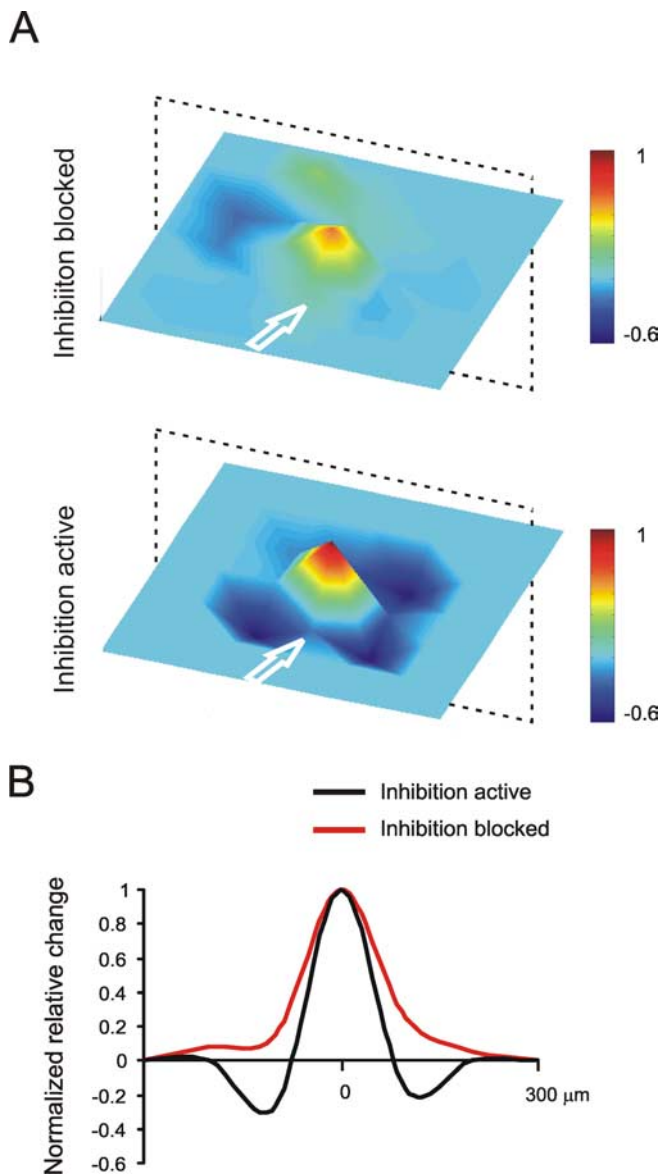 A
Inhibiiton blocked
1
-0.6
Inhibition active
1
-0.6
B
Inhibition active
Inhibition blocked
Normalized relative change
1
0.8
0.6
0.4
0.2
0
-0.2
-0.4
-0.6
0
300 µm